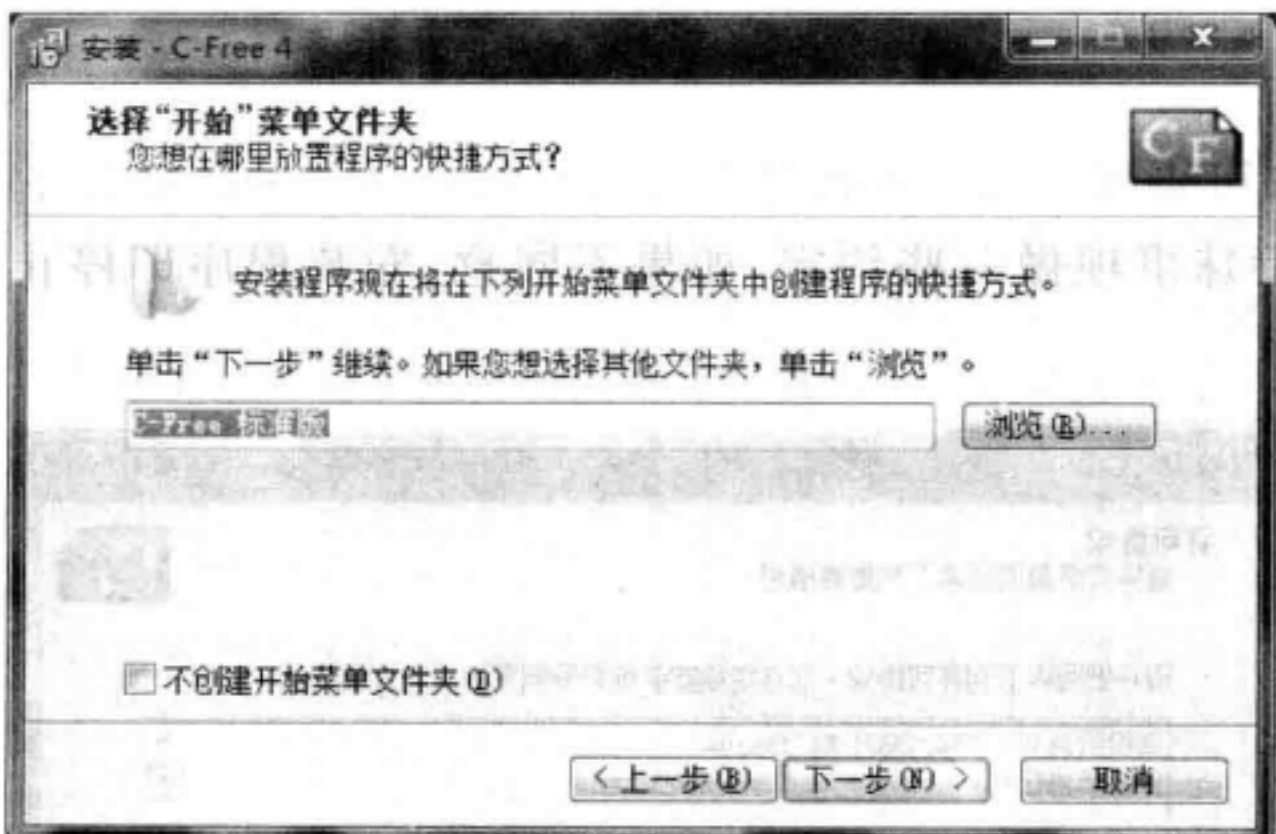 安装 - C-Free 4
选择“开始”菜单文件夹
您想在哪里放置程序的快捷方式？
CF
安装程序现在将在下列开始菜单文件夹中创建程序的快捷方式。
单击“下一步”继续。如果您想选择其他文件夹，单击“浏览”。
C-Free 标准版
浏览(R)...
不创建开始菜单文件夹(D)
<上一步(B) 下一步(N) > 取消